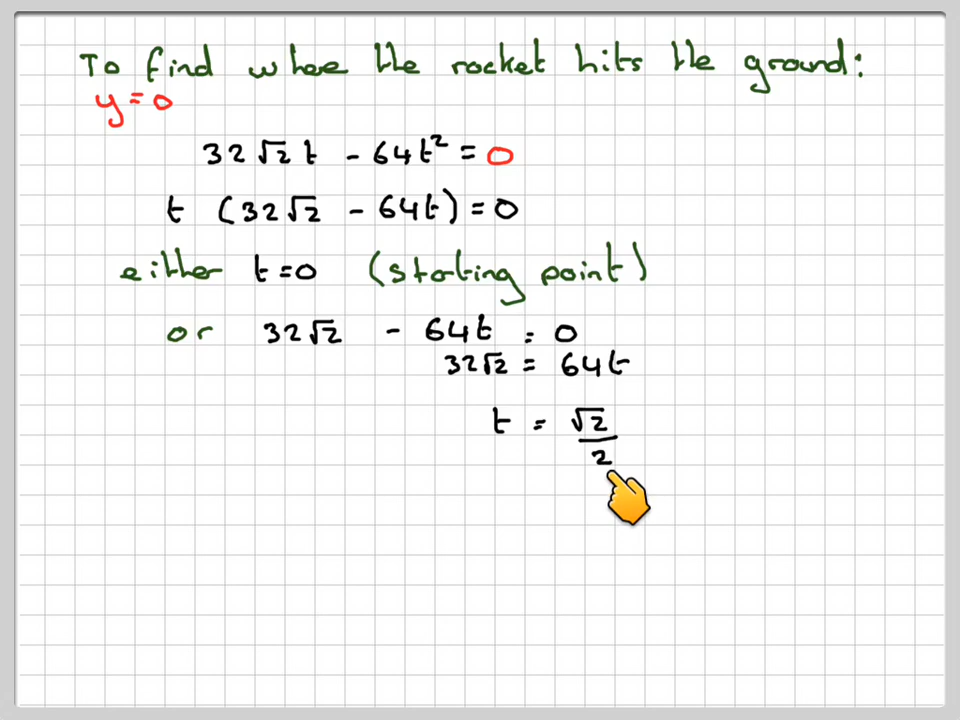 To find where the rocket hits the ground:
y = 0
32√2 t - 64t² = 0
t (32√2 - 64t) = 0
either t = 0 (starting point)
or 32√2 - 64t = 0
32√2 = 64t
t = √2/2